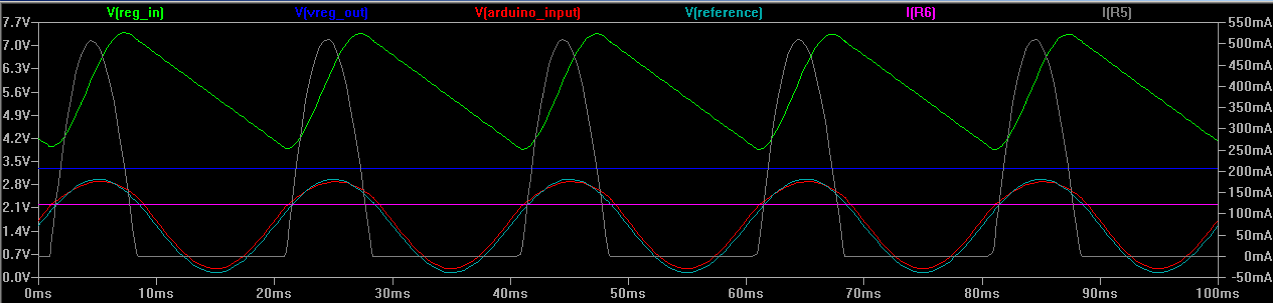 V(reg_in) V(vreg_out) V(arduino_input) V(reference) I(R6) I(R5)
7.7V 550mA
7.0V 500mA
6.3V 450mA
5.6V 400mA
4.9V 350mA
4.2V 300mA
3.5V 250mA
2.8V 200mA
2.1V 150mA
1.4V 100mA
0.7V 50mA
0.0V 0mA
-50mA
0ms 10ms 20ms 30ms 40ms 50ms 60ms 70ms 80ms 90ms 100ms